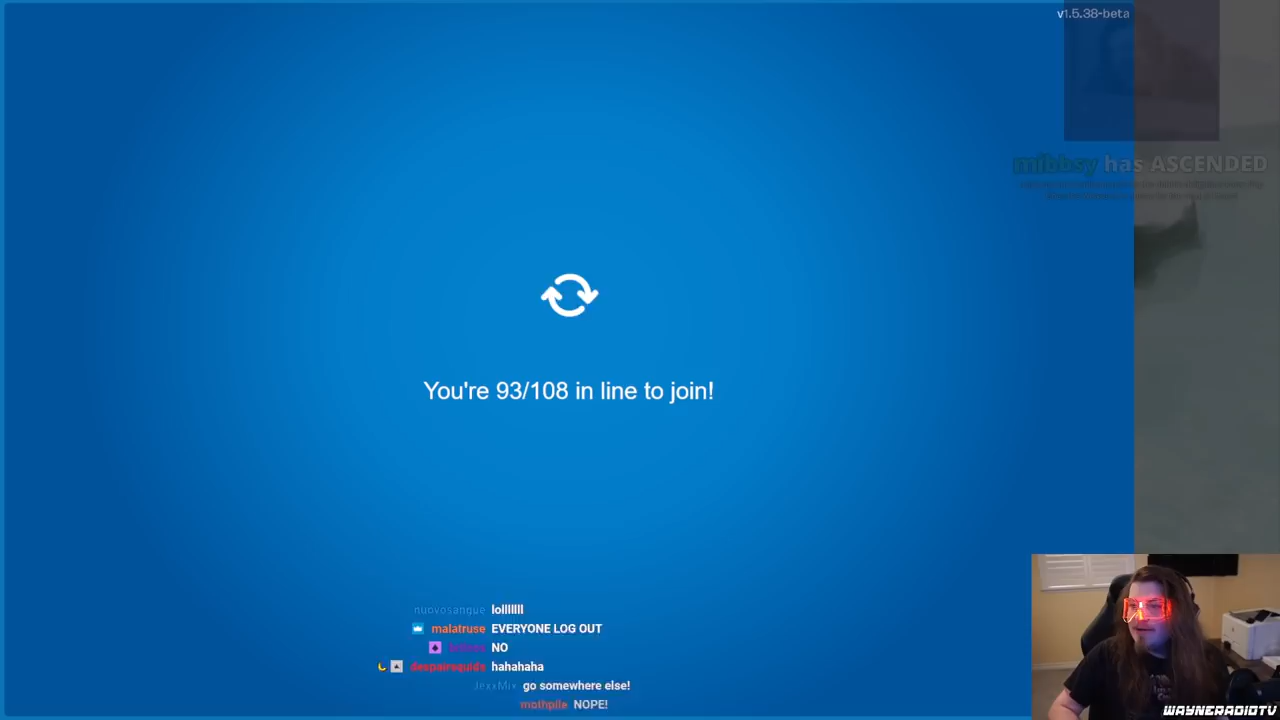 v1.5.38-beta
mibbsy has ASCENDED
You're 93/108 in line to join!
nuovosangue lolllllll
malatruse EVERYONE LOG OUT
NO
despairsquids hahahaha
JexxMix go somewhere else!
mothpile NOPE!
WAYNERADIOTV